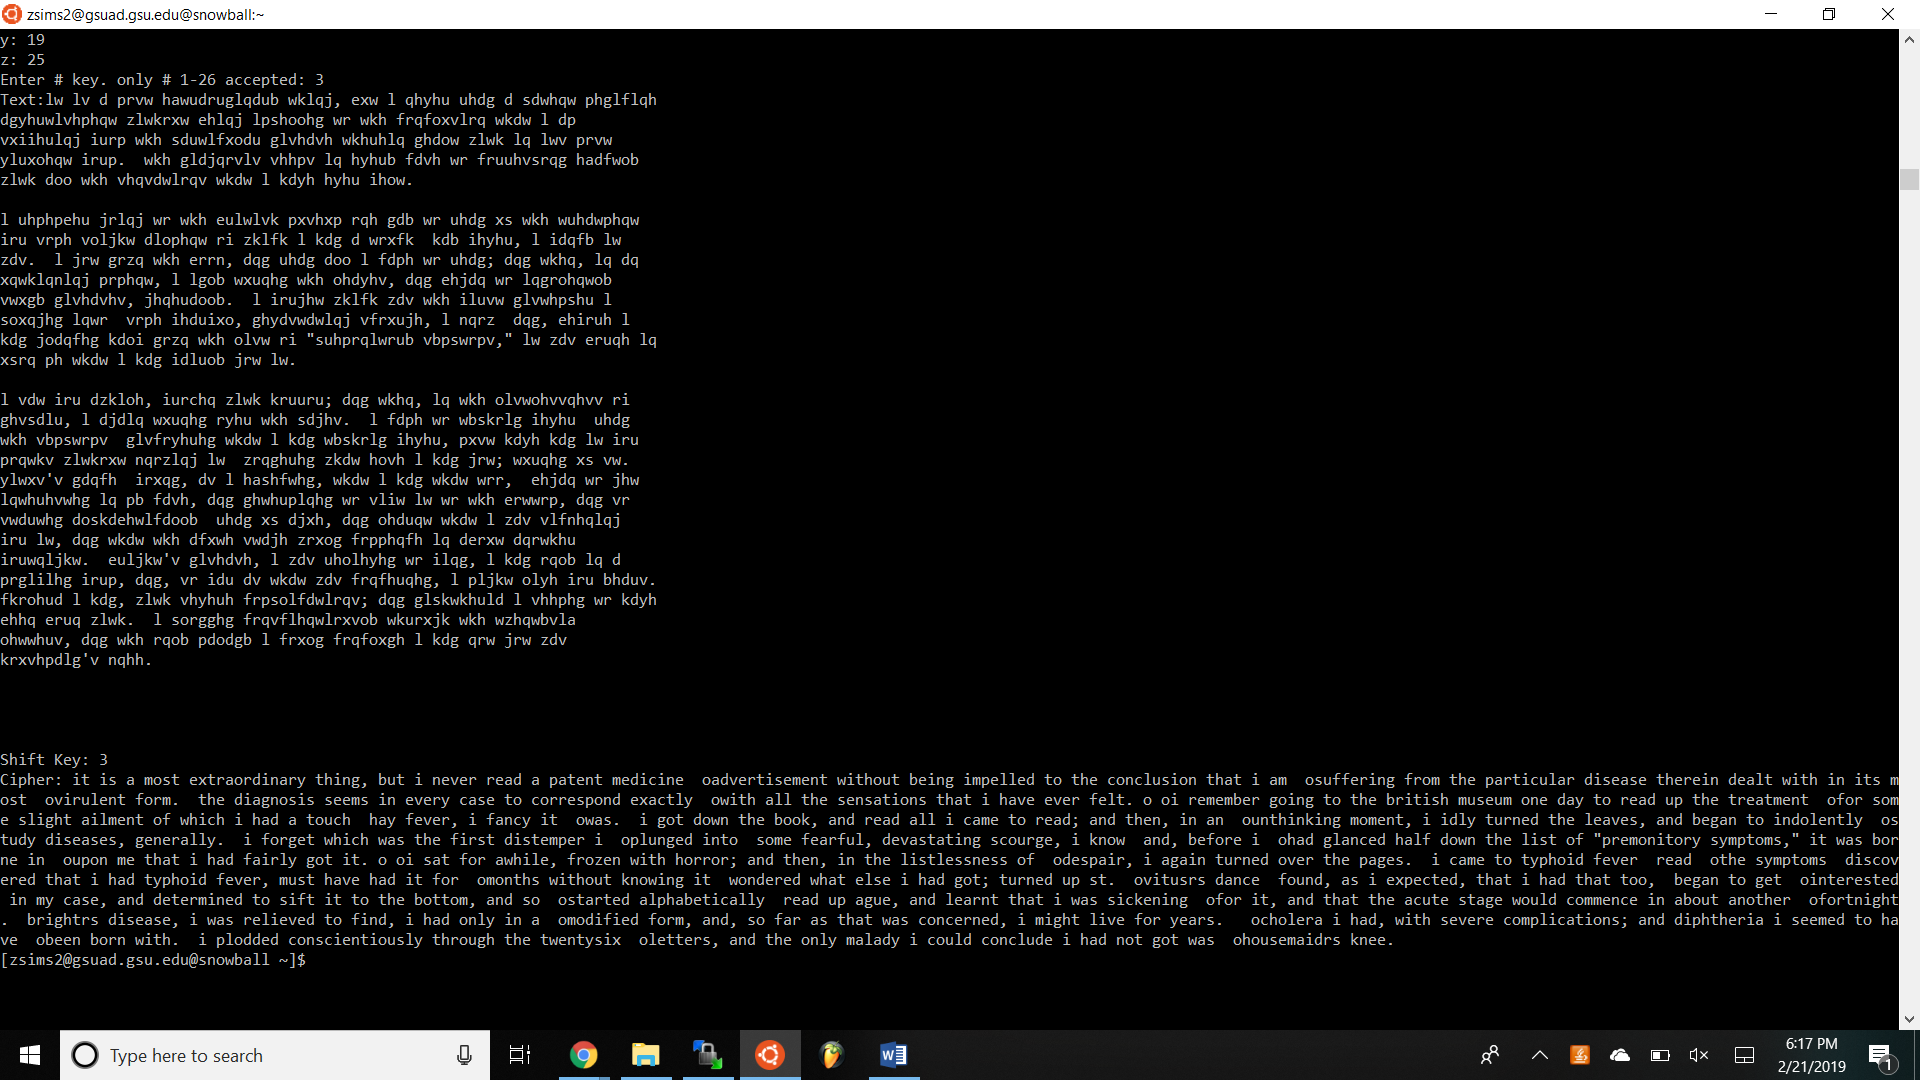 zsims2@gsuad.gsu.edu@snowball:~
y: 19
z: 25
Enter # key. only # 1-26 accepted: 3
Text:lw lv d prvw hawudruglqdub wklqj, exw l qhyhu uhdg d sdwhqw phglflqh
dgyhuwlvhphqw zlwkrxw ehlqj lpshoohg wr wkh frqfoxvlrq wkdw l dp
vxiihulqj iurp wkh sduwlfxodu glvhdvh wkhuhlq ghdow zlwk lq lwv prvw
yluxohqw irup.  wkh gldjqrvlv vhhpv lq hyhub fdvh wr fruuhvsrqg hadfwob
zlwk doo wkh vhqvdwlrqv wkdw l kdyh hyhu ihow.
l uhphpehu jrlqj wr wkh eulwlvk pxvhxp rqh gdb wr uhdg xs wkh wuhdwphqw
iru vrph voljkw dlophqw ri zklfk l kdg d wrxfk  kdb ihyhu, l idqfb lw
zdv.  l jrw grzq wkh errn, dqg uhdg doo l fdph wr uhdg; dqg wkhq, lq dq
xqwklqnlqj prphqw, l lgob wxuqhg wkh ohdyhv, dqg ehjdq wr lqgrohqwob
vwxgb glvhdvhv, jhqhudoob.  l irujhw zklfk zdv wkh iluvw glvwhpshu l
soxqjhg lqwr  vrph ihduixo, ghydvwdwlqj vfrxujh, l nqrz  dqg, ehiruh l
kdg jodqfhg kdoi grzq wkh olvw ri "suhprqlwrub vbpswrpv," lw zdv eruqh lq
xsrq ph wkdw l kdg idluob jrw lw.
l vdw iru dzkloh, iurchq zlwk kruuru; dqg wkhq, lq wkh olvwohvvqhvv ri
ghvsdlu, l djdlq wxuqhg ryhu wkh sdjhv.  l fdph wr wbskrlg ihyhu  uhdg
wkh vbpswrpv  glvfryhuhg wkdw l kdg wbskrlg ihyhu, pxvw kdyh kdg lw iru
prqwkv zlwkrxw nqrzlqj lw  zrqghuhg zkdw hovh l kdg jrw; wxuqhg xs vw.
ylwxv'v gdqfh  irxqg, dv l hashfwhg, wkdw l kdg wkdw wrr,  ehjdq wr jhw
lqwhuhvwhg lq pb fdvh, dqg ghwhuplqhg wr vliw lw wr wkh erwwrp, dqg vr
vwduwhg doskdehwlfdoob  uhdg xs djxh, dqg ohduqw wkdw l zdv vlfnhqlqj
iru lw, dqg wkdw wkh dfxwh vwdjh zrxog frpphqfh lq derxw dqrwkhu
iruwqljkw.  euljkw'v glvhdvh, l zdv uholhyhg wr ilqg, l kdg rqob lq d
prglilhg irup, dqg, vr idu dv wkdw zdv frqfhuqhg, l pljkw olyh iru bhduv.
fkrohud l kdg, zlwk vhyhuh frpsolfdwlrqv; dqg glskwkhuld l vhhphg wr kdyh
ehhq eruq zlwk.  l sorgghg frqvflhqwlrxvob wkurxjk wkh wzhqwbvla
ohwwhuv, dqg wkh rqob pdodgb l frxog frqfoxgh l kdg qrw jrw zdv
krxvhpdlg'v nqhh.
Shift Key: 3
Cipher: it is a most extraordinary thing, but i never read a patent medicine  oadvertisement without being impelled to the conclusion that i am  osuffering from the particular disease therein dealt with in its m
ost  ovirulent form.  the diagnosis seems in every case to correspond exactly  owith all the sensations that i have ever felt. o oi remember going to the british museum one day to read up the treatment  ofor som
e slight ailment of which i had a touch  hay fever, i fancy it  owas.  i got down the book, and read all i came to read; and then, in an  ounthinking moment, i idly turned the leaves, and began to indolently  os
tudy diseases, generally.  i forget which was the first distemper i  oplunged into  some fearful, devastating scourge, i know  and, before i  ohad glanced half down the list of "premonitory symptoms," it was bor
ne in  oupon me that i had fairly got it. o oi sat for awhile, frozen with horror; and then, in the listlessness of  odespair, i again turned over the pages.  i came to typhoid fever  read  othe symptoms  discov
ered that i had typhoid fever, must have had it for  omonths without knowing it  wondered what else i had got; turned up st.  ovitusrs dance  found, as i expected, that i had that too,  began to get  ointerested
 in my case, and determined to sift it to the bottom, and so  ostarted alphabetically  read up ague, and learnt that i was sickening  ofor it, and that the acute stage would commence in about another  ofortnight
.  brightrs disease, i was relieved to find, i had only in a  omodified form, and, so far as that was concerned, i might live for years.   ocholera i had, with severe complications; and diphtheria i seemed to ha
ve  obeen born with.  i plodded conscientiously through the twentysix  oletters, and the only malady i could conclude i had not got was  ohousemaidrs knee.
[zsims2@gsuad.gsu.edu@snowball ~]$
Type here to search
6:17 PM
2/21/2019
1